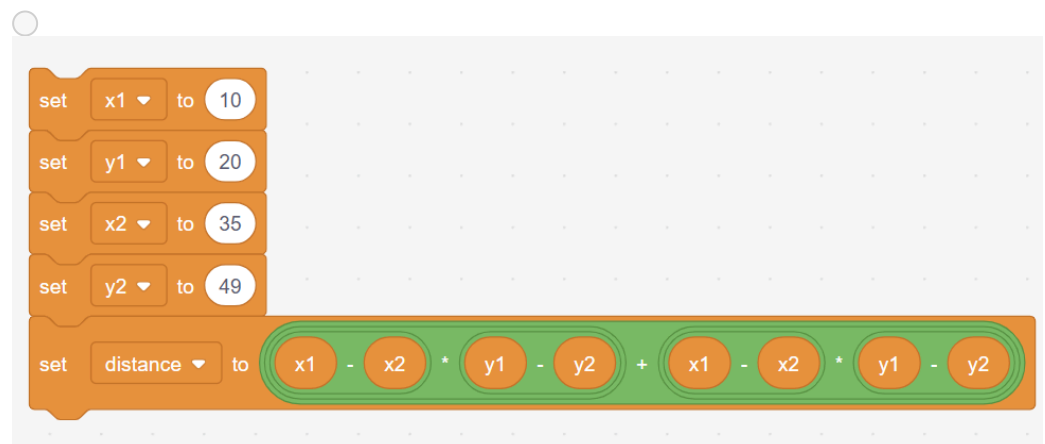 set x1 to 10
set y1 to 20
set x2 to 35
set y2 to 49
set distance to x1 - x2 * y1 - y2 + x1 - x2 * y1 - y2